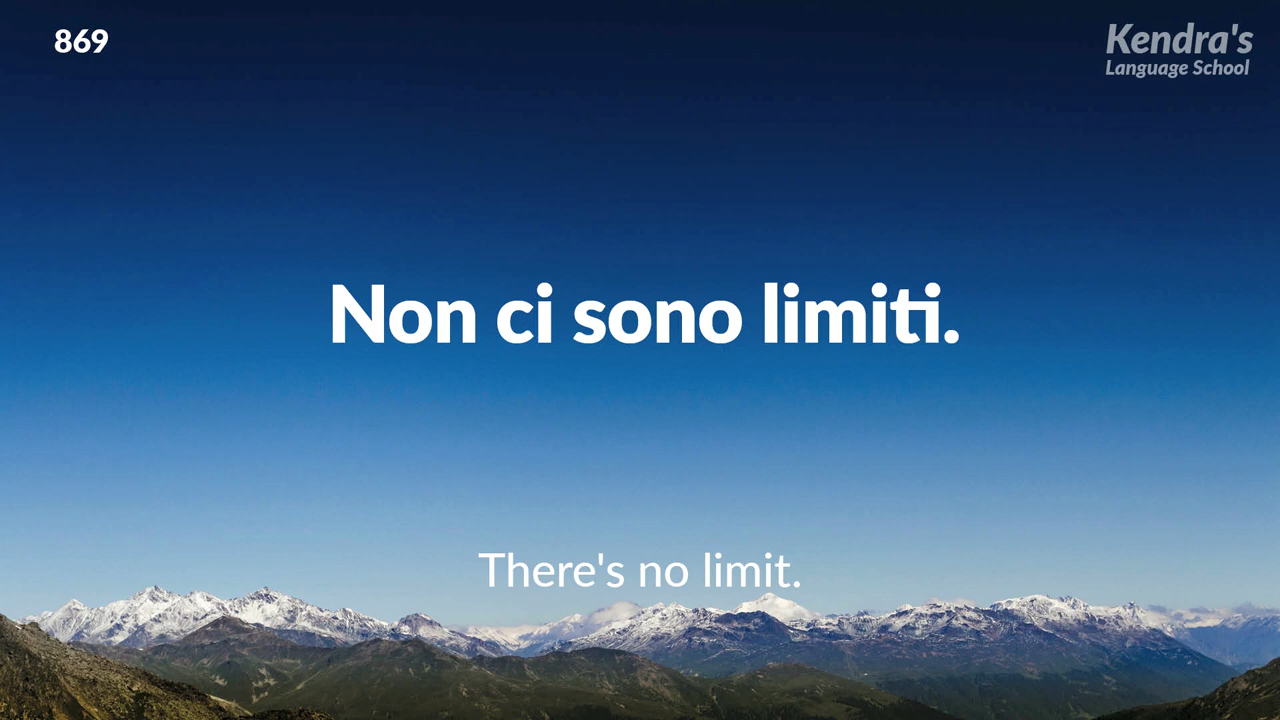 869
Kendra's
Language School
Non ci sono limiti.
There's no limit.